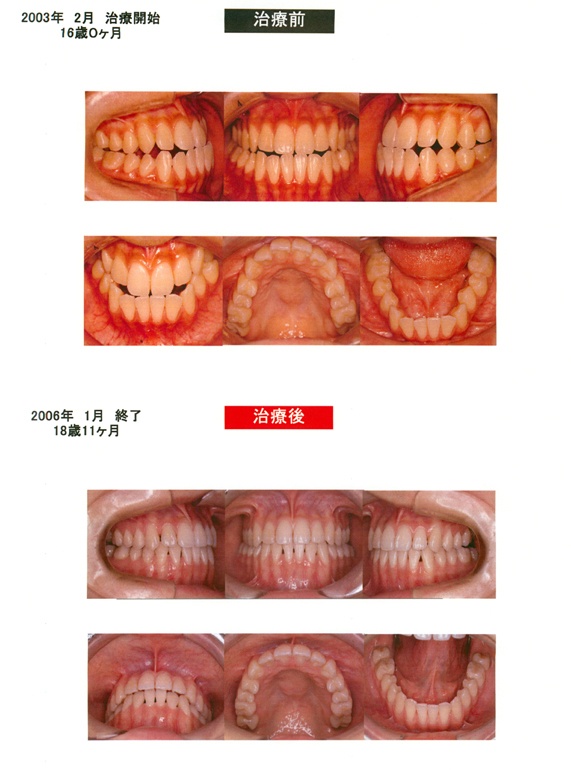 2003年 2月 治療開始
16歳0ヶ月
治療前
2006年 1月 終了
18歳11ヶ月
治療後